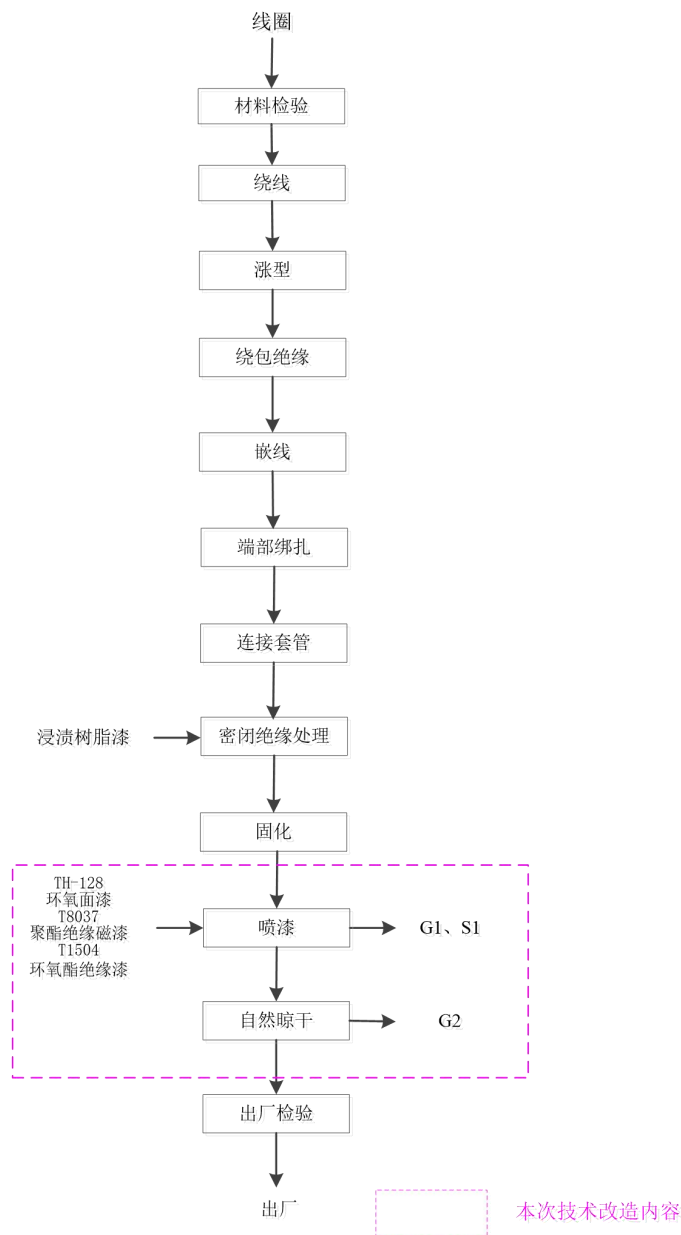 线圈
材料检验
绕线
涨型
绕包绝缘
嵌线
端部绑扎
连接套管
浸渍树脂漆
密闭绝缘处理
固化
TH-128
环氧面漆
T8037
聚酯绝缘磁漆
T1504
环氧酯绝缘漆
喷漆
G1、S1
自然晾干
G2
出厂检验
出厂
本次技术改造内容